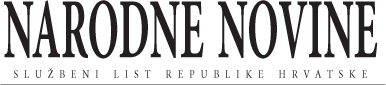 NARODNE NOVINE
SLUŽBENI LIST REPUBLIKE HRVATSKE